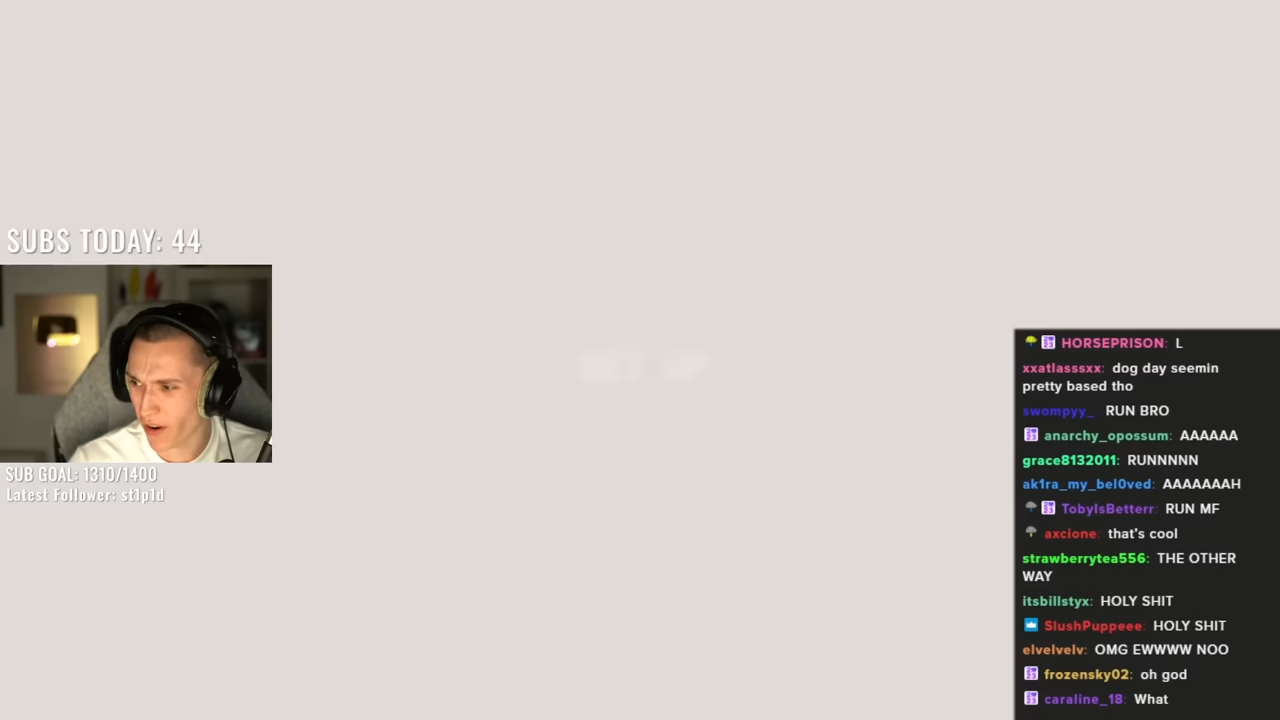 SUBS TODAY: 44
SUB GOAL: 1310/1400
Latest Follower: st1p1d
GET UP
HORSEPRISON: L
xxatlasssxx: dog day seemin
pretty based tho
swompyy_ RUN BRO
anarchy_opossum: AAAAAA
grace8132011: RUNNNNN
ak1ra_my_bel0ved: AAAAAAAH
TobyIsBetterr: RUN MF
axcione: that's cool
strawberrytea556: THE OTHER
WAY
itsbillstyx: HOLY SHIT
SlushPuppeee: HOLY SHIT
elvelvelv: OMG EWWWW NOO
frozensky02: oh god
caraline_18: What